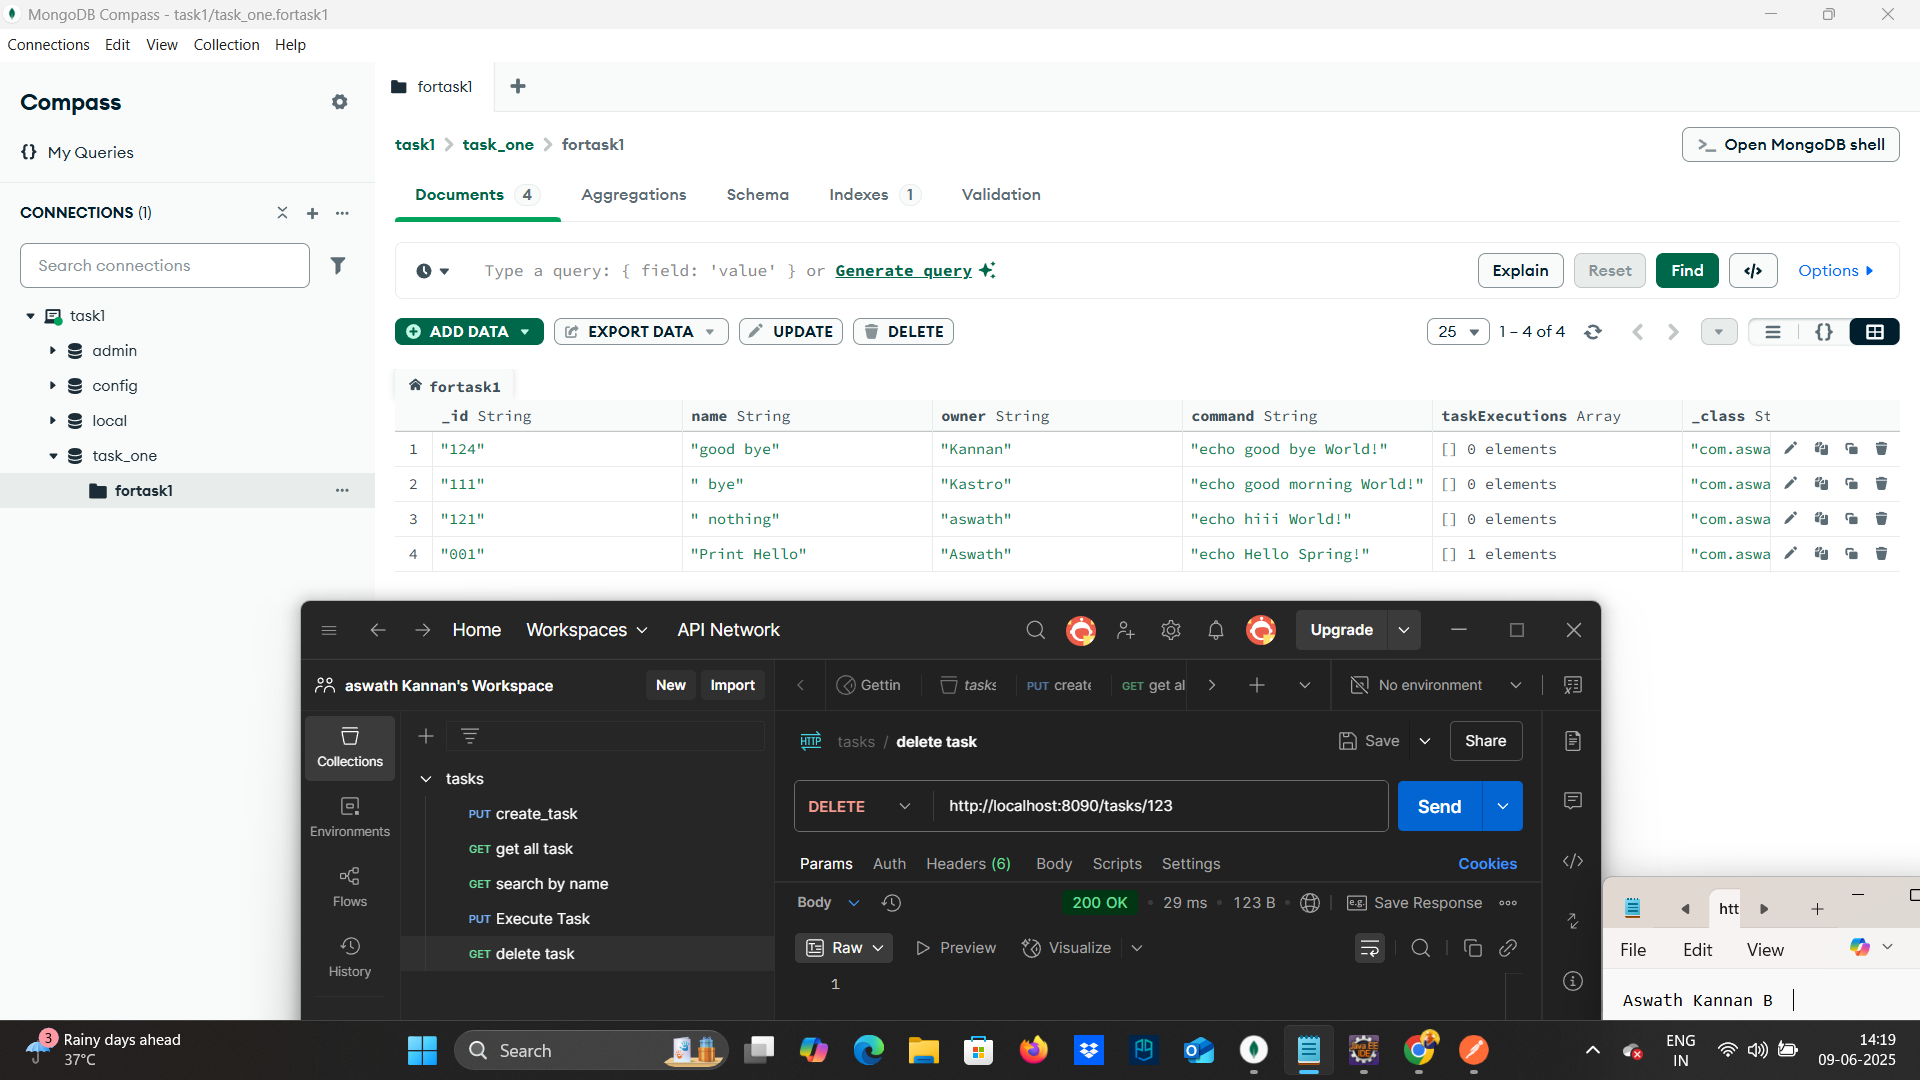 MongoDB Compass - task1/task_one.fortask1
Connections Edit View Collection Help
Compass
My Queries
CONNECTIONS (1)
Search connections
task1
admin
config
local
task_one
fortask1
fortask1
task1 > task_one > fortask1
>_ Open MongoDB shell
Documents 4 Aggregations Schema Indexes 1 Validation
Type a query: { field: 'value' } or Generate query
Explain Reset Find </> Options
ADD DATA EXPORT DATA UPDATE DELETE
25 1 – 4 of 4
fortask1
_id String name String owner String command String taskExecutions Array _class St
1 "124" "good bye" "Kannan" "echo good bye World!" [] 0 elements "com.aswa
2 "111" " bye" "Kastro" "echo good morning World!" [] 0 elements "com.aswa
3 "121" " nothing" "aswath" "echo hiii World!" [] 0 elements "com.aswa
4 "001" "Print Hello" "Aswath" "echo Hello Spring!" [] 1 elements "com.aswa
Home Workspaces API Network Upgrade
aswath Kannan's Workspace New Import
Gettin tasks PUT create GET get al No environment
Collections
Environments
Flows
History
tasks
PUT create_task
GET get all task
GET search by name
PUT Execute Task
GET delete task
HTTP tasks / delete task Save Share
DELETE http://localhost:8090/tasks/123 Send
Params Auth Headers (6) Body Scripts Settings Cookies
Body 200 OK 29 ms 123 B e.g. Save Response
Raw Preview Visualize
1
htt
File Edit View
Aswath Kannan B
3
Rainy days ahead
37°C
Search
ENG
IN
14:19
09-06-2025